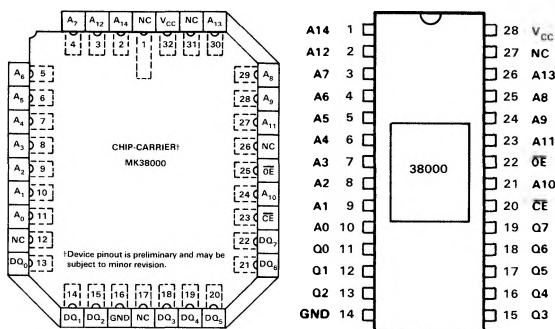 A7 A12 A14 NC VCC NC A13
4 3 2 1 32 31 30
A6 5 29 A8
A5 6 28 A9
A4 7 27 A11
A3 8 CHIP-CARRIER† 26 NC
MK38000
A2 9 25 OE
A1 10 24 A10
A0 11 23 CE
NC 12 22 DQ7
DQ0 13 21 DQ6
†Device pinout is preliminary and may be
subject to minor revision.
14 15 16 17 18 19 20
DQ1 DQ2 GND NC DQ3 DQ4 DQ5
A14 1 28 VCC
A12 2 27 NC
A7 3 26 A13
A6 4 25 A8
A5 5 24 A9
A4 6 23 A11
A3 7 38000 22 OE
A2 8 21 A10
A1 9 20 CE
A0 10 19 Q7
Q0 11 18 Q6
Q1 12 17 Q5
Q2 13 16 Q4
GND 14 15 Q3